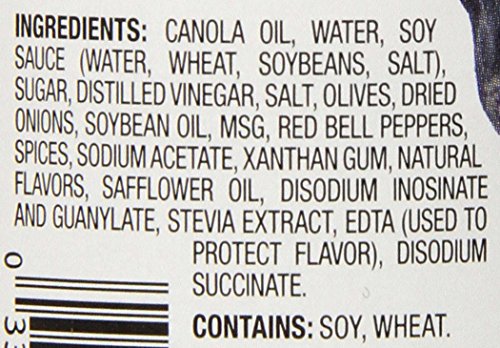 INGREDIENTS: CANOLA OIL, WATER, SOY
SAUCE (WATER, WHEAT, SOYBEANS, SALT),
SUGAR, DISTILLED VINEGAR, SALT, OLIVES, DRIED
ONIONS, SOYBEAN OIL, MSG, RED BELL PEPPERS,
SPICES, SODIUM ACETATE, XANTHAN GUM, NATURAL
FLAVORS, SAFFLOWER OIL, DISODIUM INOSINATE
AND GUANYLATE, STEVIA EXTRACT, EDTA (USED TO
PROTECT FLAVOR), DISODIUM
SUCCINATE.
CONTAINS: SOY, WHEAT.
0